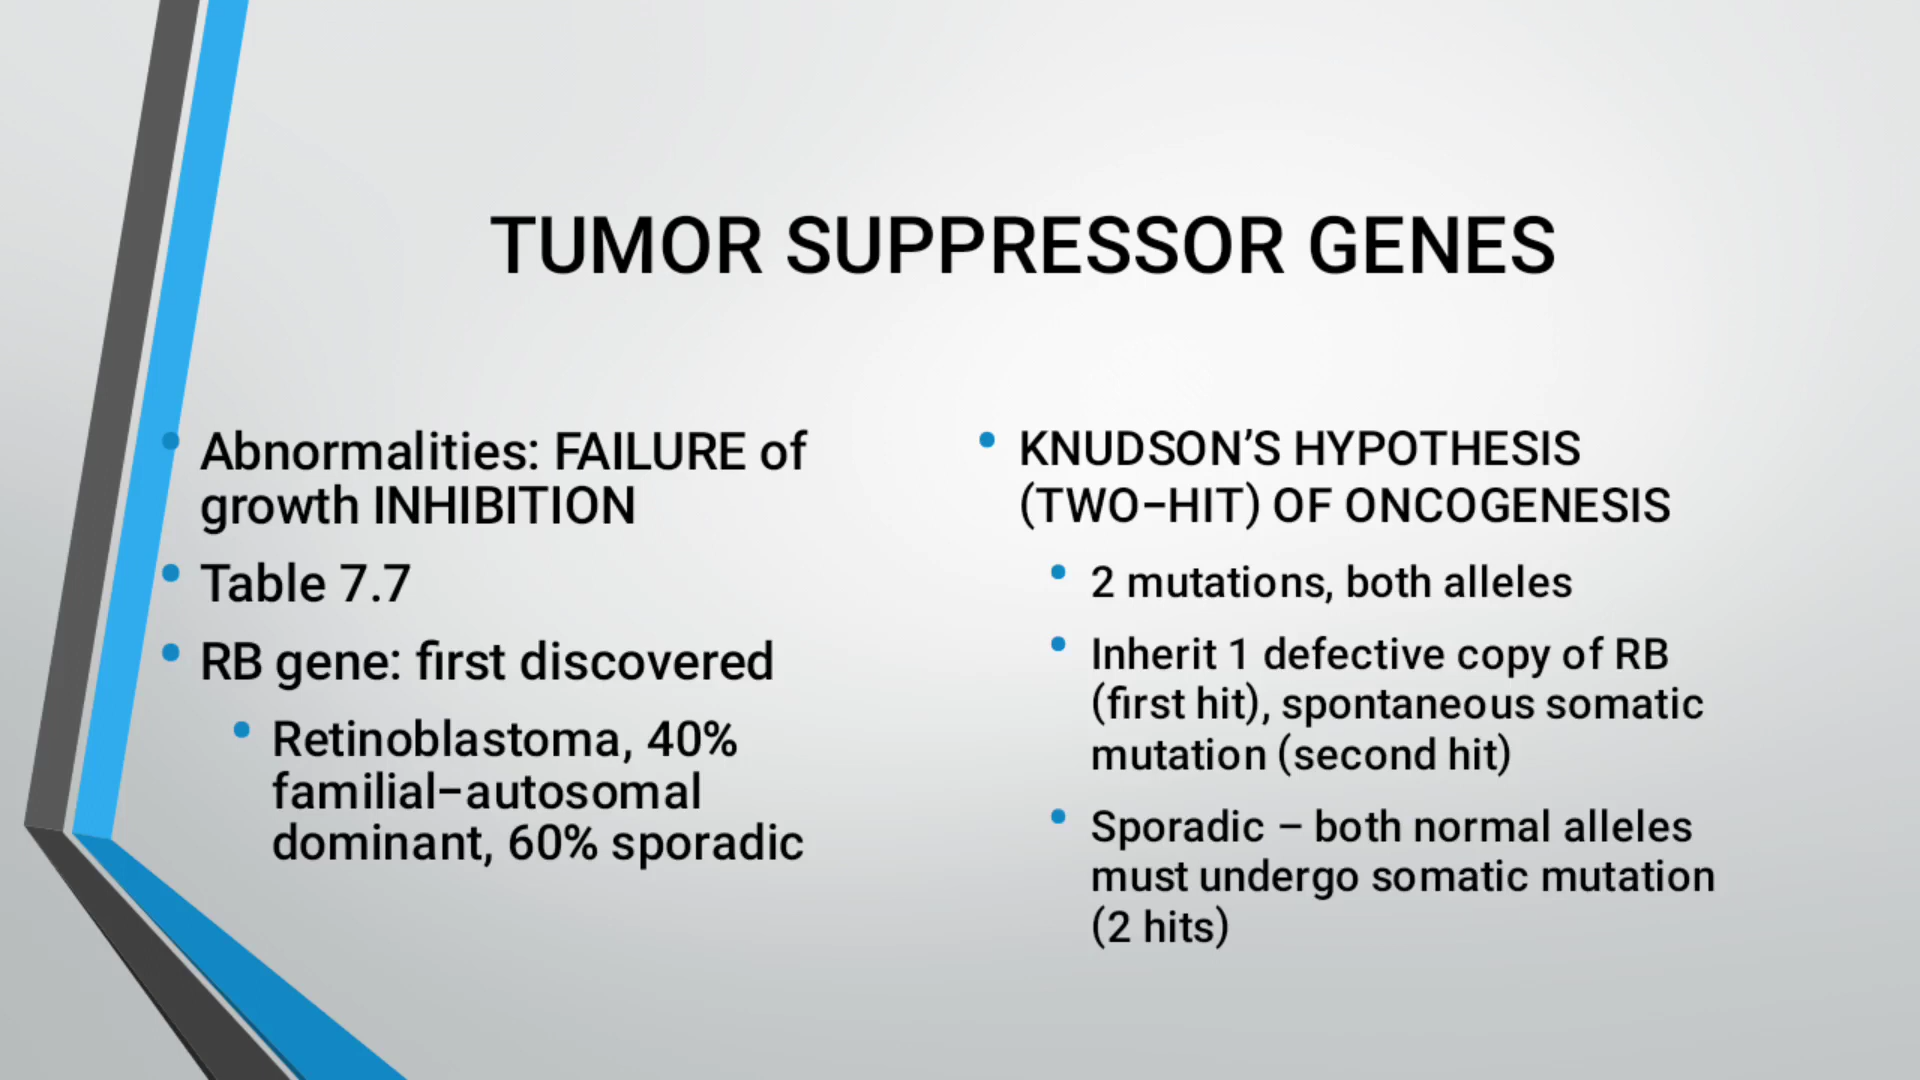 TUMOR SUPPRESSOR GENES
Abnormalities: FAILURE of
growth INHIBITION
Table 7.7
RB gene: first discovered
Retinoblastoma, 40%
familial–autosomal
dominant, 60% sporadic
KNUDSON’S HYPOTHESIS
(TWO–HIT) OF ONCOGENESIS
2 mutations, both alleles
Inherit 1 defective copy of RB
(first hit), spontaneous somatic
mutation (second hit)
Sporadic – both normal alleles
must undergo somatic mutation
(2 hits)